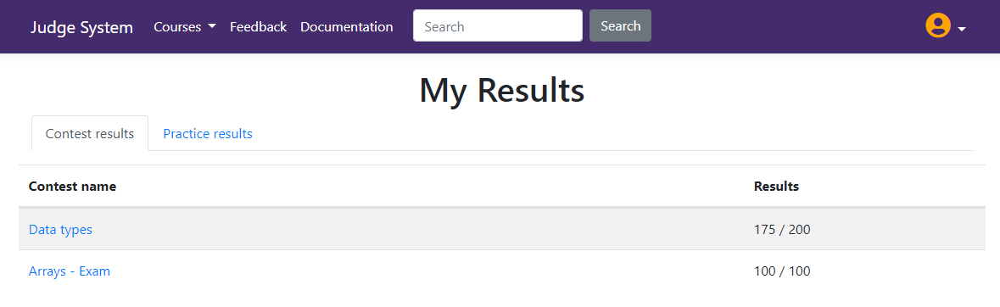 Judge System Courses Feedback Documentation Search Search
My Results
Contest results Practice results
Contest name Results
Data types 175 / 200
Arrays - Exam 100 / 100